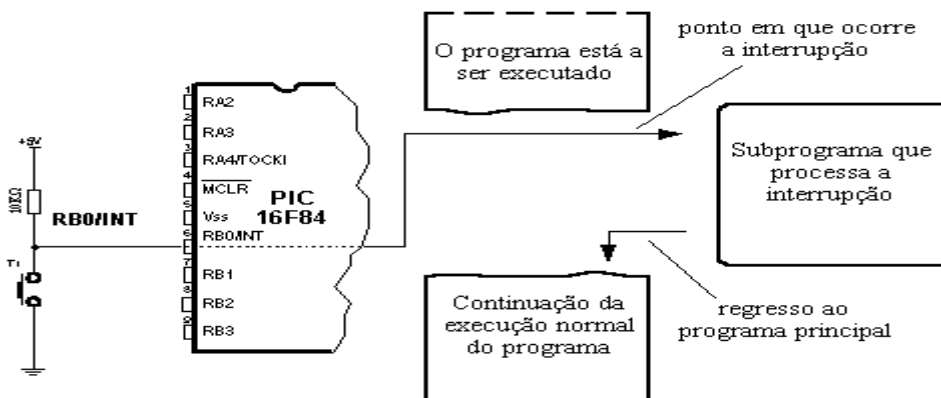 O programa está a
ser executado
ponto em que ocorre
a interrupção
Subprograma que
processa a
interrupção
+5V
10KΩ
RB0/INT
T1
1
RA2
2
RA3
3
RA4/TOCKI
4
MCLR
PIC
16F84
5
Vss
6
RB0/INT
7
RB1
8
RB2
9
RB3
Continuação da
execução normal
do programa
regresso ao
programa principal